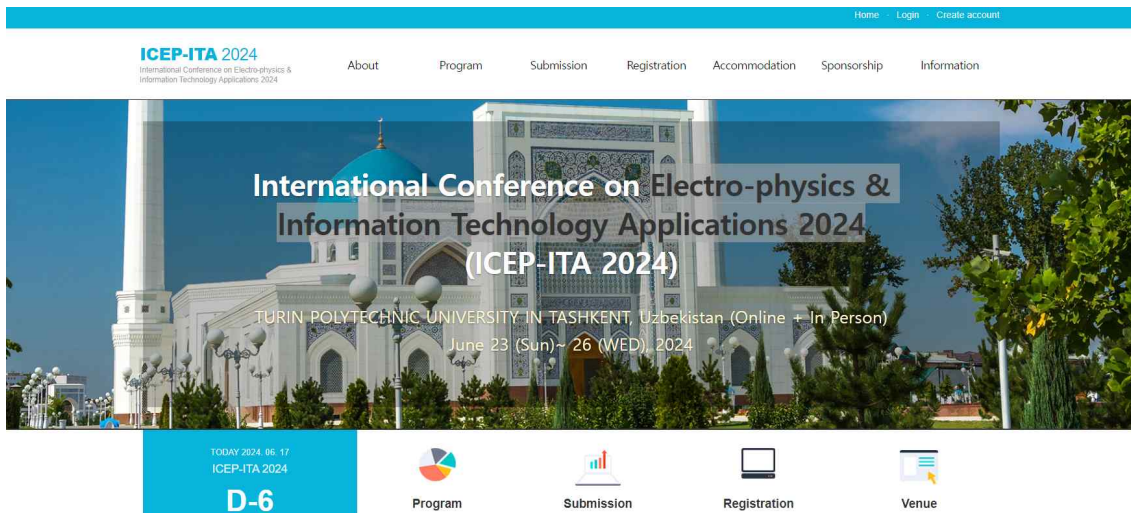 Home · Login · Create account
ICEP-ITA 2024
International Conference on Electro-physics &
Information Technology Applications 2024
About Program Submission Registration Accommodation Sponsorship Information
International Conference on Electro-physics &
Information Technology Applications 2024
(ICEP-ITA 2024)
TURIN POLYTECHNIC UNIVERSITY IN TASHKENT, Uzbekistan (Online + In Person)
June 23 (Sun)~ 26 (WED), 2024
TODAY 2024. 06. 17
ICEP-ITA 2024
D-6
Program
Submission
Registration
Venue